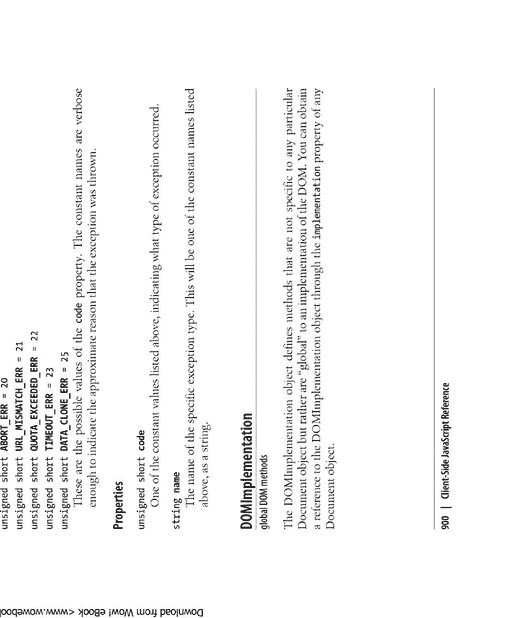 unsigned short ABORT_ERR = 20
unsigned short URL_MISMATCH_ERR = 21
unsigned short QUOTA_EXCEEDED_ERR = 22
unsigned short TIMEOUT_ERR = 23
unsigned short DATA_CLONE_ERR = 25
These are the possible values of the code property. The constant names are verbose
enough to indicate the approximate reason that the exception was thrown.
Properties
unsigned short code
One of the constant values listed above, indicating what type of exception occurred.
string name
The name of the specific exception type. This will be one of the constant names listed
above, as a string.
DOMImplementation
global DOM methods
The DOMImplementation object defines methods that are not specific to any particular
Document object but rather are “global” to an implementation of the DOM. You can obtain
a reference to the DOMImplementation object through the implementation property of any
Document object.
900 | Client-Side JavaScript Reference
Download from Wow! eBook